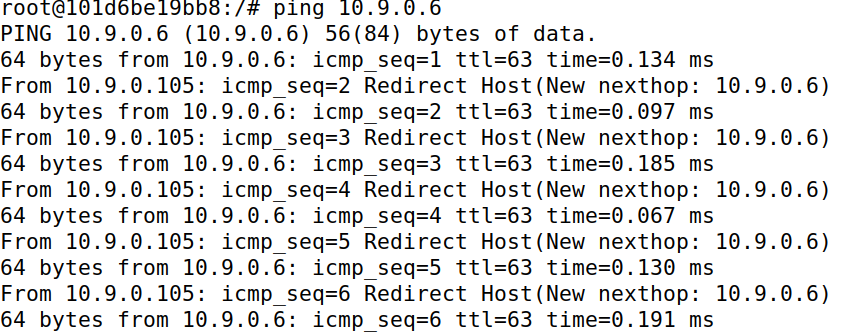 root@101d6be19bb8:/# ping 10.9.0.6
PING 10.9.0.6 (10.9.0.6) 56(84) bytes of data.
64 bytes from 10.9.0.6: icmp_seq=1 ttl=63 time=0.134 ms
From 10.9.0.105: icmp_seq=2 Redirect Host(New nexthop: 10.9.0.6)
64 bytes from 10.9.0.6: icmp_seq=2 ttl=63 time=0.097 ms
From 10.9.0.105: icmp_seq=3 Redirect Host(New nexthop: 10.9.0.6)
64 bytes from 10.9.0.6: icmp_seq=3 ttl=63 time=0.185 ms
From 10.9.0.105: icmp_seq=4 Redirect Host(New nexthop: 10.9.0.6)
64 bytes from 10.9.0.6: icmp_seq=4 ttl=63 time=0.067 ms
From 10.9.0.105: icmp_seq=5 Redirect Host(New nexthop: 10.9.0.6)
64 bytes from 10.9.0.6: icmp_seq=5 ttl=63 time=0.130 ms
From 10.9.0.105: icmp_seq=6 Redirect Host(New nexthop: 10.9.0.6)
64 bytes from 10.9.0.6: icmp_seq=6 ttl=63 time=0.191 ms